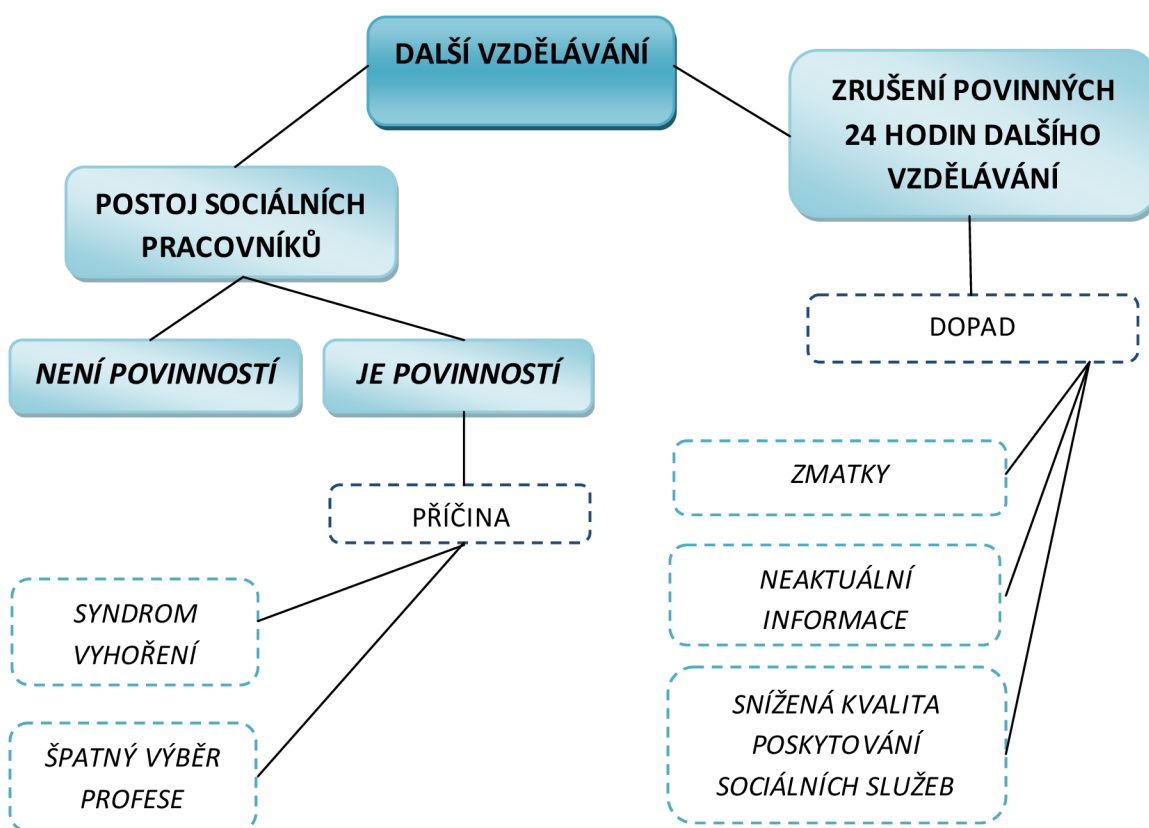 DALŠÍ VZDĚLÁVÁNÍ
ZRUŠENÍ POVINNÝCH
24 HODIN DALŠÍHO
VZDĚLÁVÁNÍ
POSTOJ SOCIÁLNÍCH
PRACOVNÍKŮ
DOPAD
NENÍ POVINNOSTÍ
JE POVINNOSTÍ
ZMATKY
PŘÍČINA
NEAKTUÁLNÍ
INFORMACE
SYNDROM
VYHOŘENÍ
SNÍŽENÁ KVALITA
POSKYTOVÁNÍ
SOCIÁLNÍCH SLUŽEB
ŠPATNÝ VÝBĚR
PROFESE